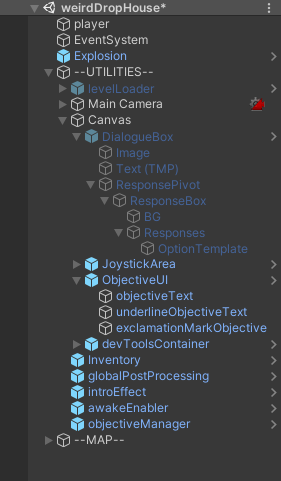 weirdDropHouse*
player
EventSystem
Explosion
--UTILITIES--
levelLoader
Main Camera
Canvas
DialogueBox
Image
Text (TMP)
ResponsePivot
ResponseBox
BG
Responses
OptionTemplate
JoystickArea
ObjectiveUI
objectiveText
underlineObjectiveText
exclamationMarkObjective
devToolsContainer
Inventory
globalPostProcessing
introEffect
awakeEnabler
objectiveManager
--MAP--